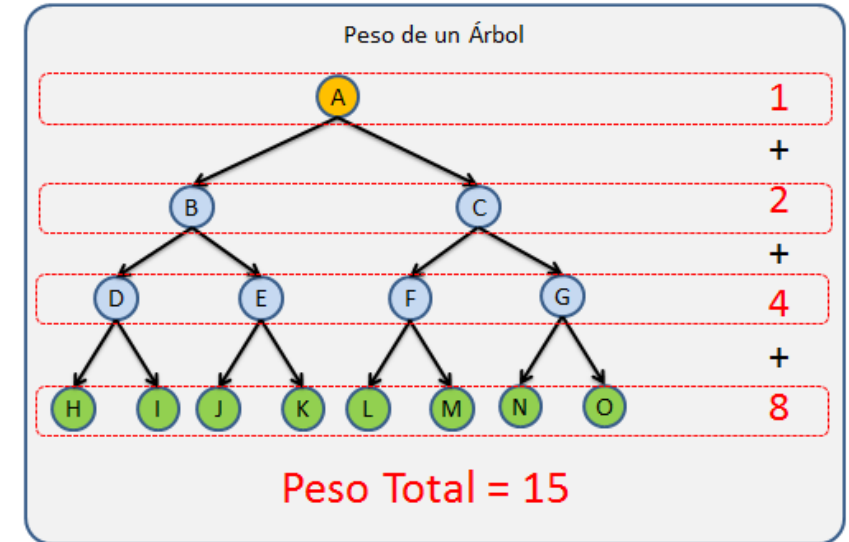 Peso de un Árbol
A 1
+
B C 2
+
D E F G 4
+
H I J K L M N O 8
Peso Total = 15